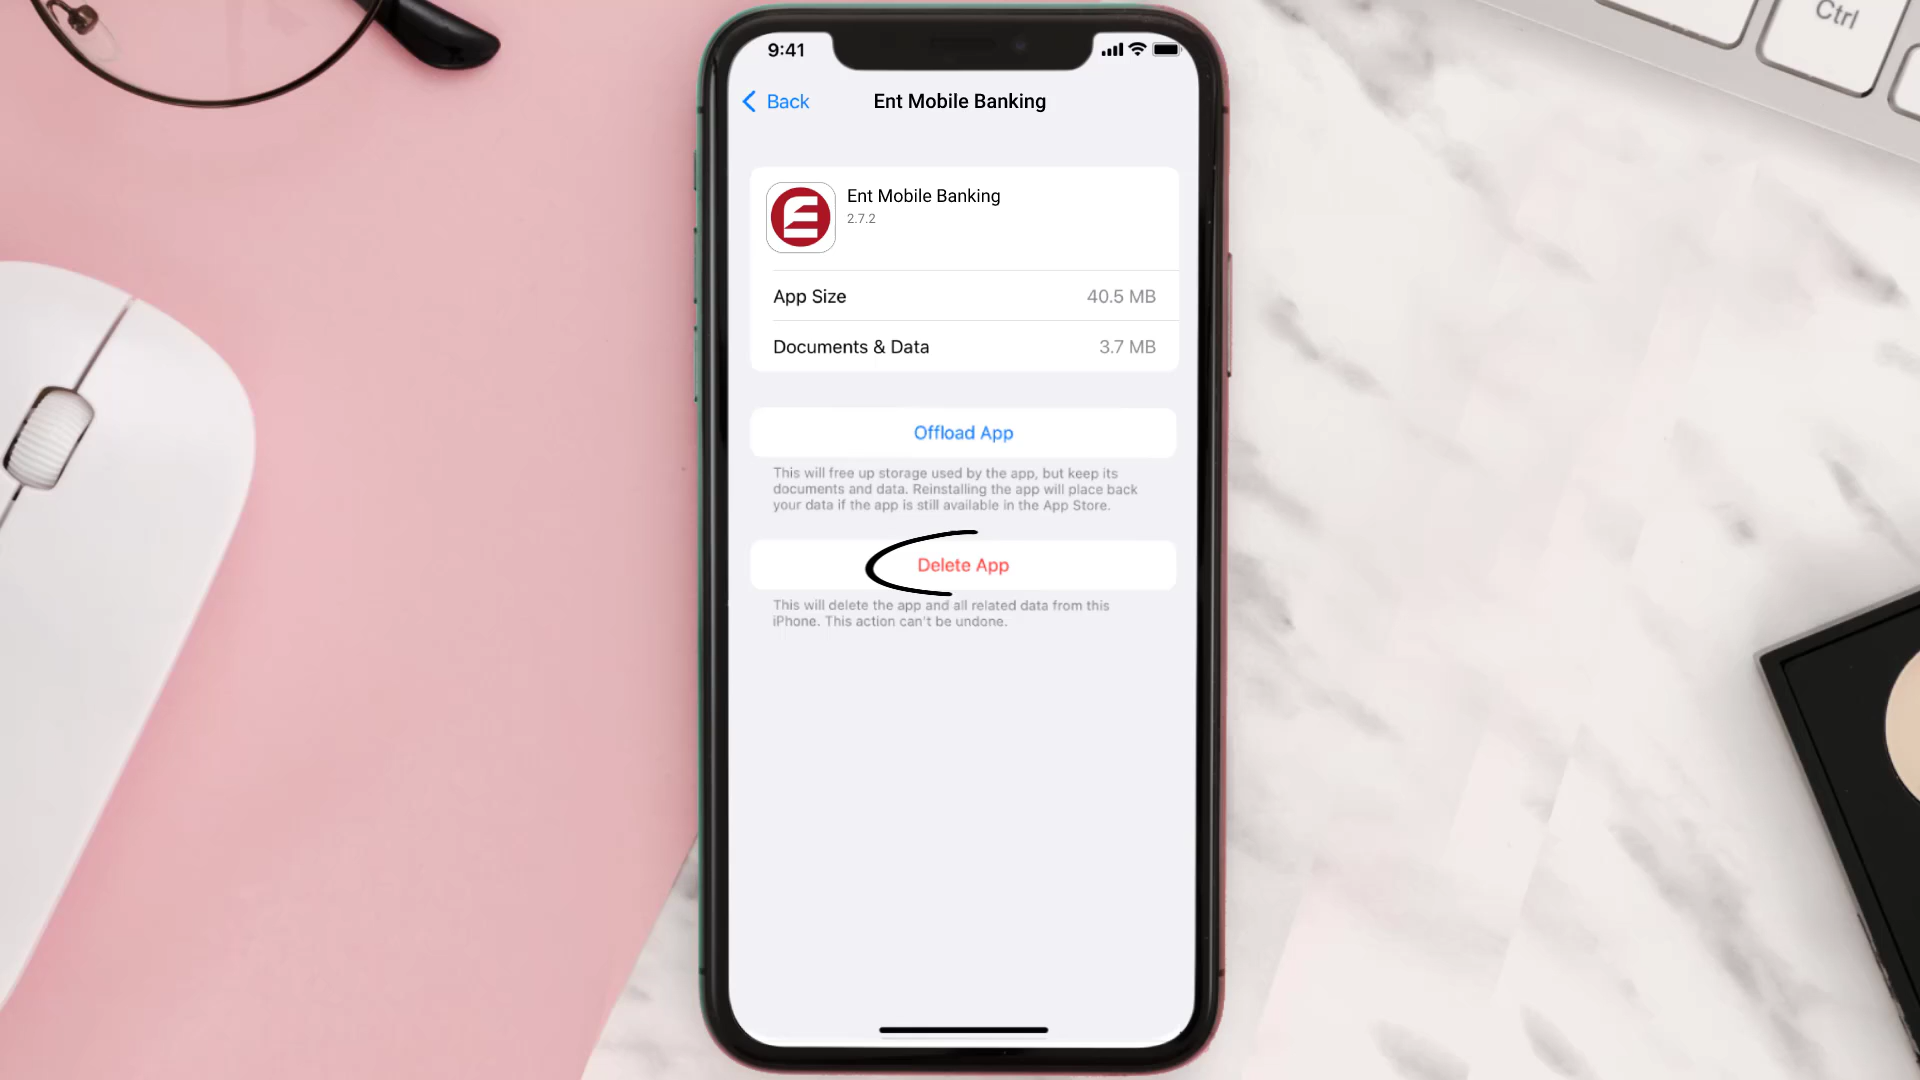 Ctrl
9:41
Back
Ent Mobile Banking
Ent Mobile Banking
2.7.2
App Size
40.5 MB
Documents & Data
3.7 MB
Offload App
This will free up storage used by the app, but keep its
documents and data. Reinstalling the app will place back
your data if the app is still available in the App Store.
Delete App
This will delete the app and all related data from this
iPhone. This action can't be undone.